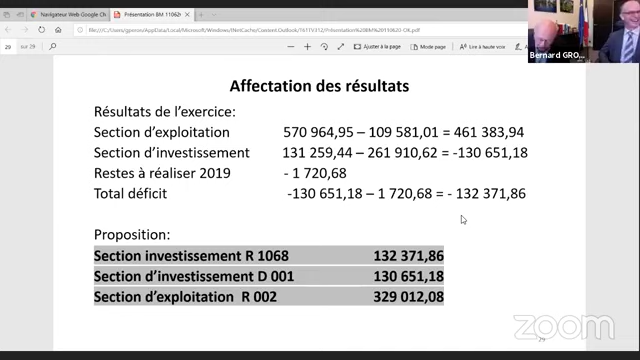 Navigateur Web Google Ch
Présentation BM 11062
29 sur 29
Ajuster à la page
Mode page
Lire à haute voix
Bernard GRO...
Affectation des résultats
Résultats de l'exercice:
Section d'exploitation 570 964,95 – 109 581,01 = 461 383,94
Section d'investissement 131 259,44 – 261 910,62 = -130 651,18
Restes à réaliser 2019 - 1 720,68
Total déficit -130 651,18 – 1 720,68 = - 132 371,86
Proposition:
Section investissement R 1068 132 371,86
Section d'investissement D 001 130 651,18
Section d'exploitation R 002 329 012,08
zoom
29